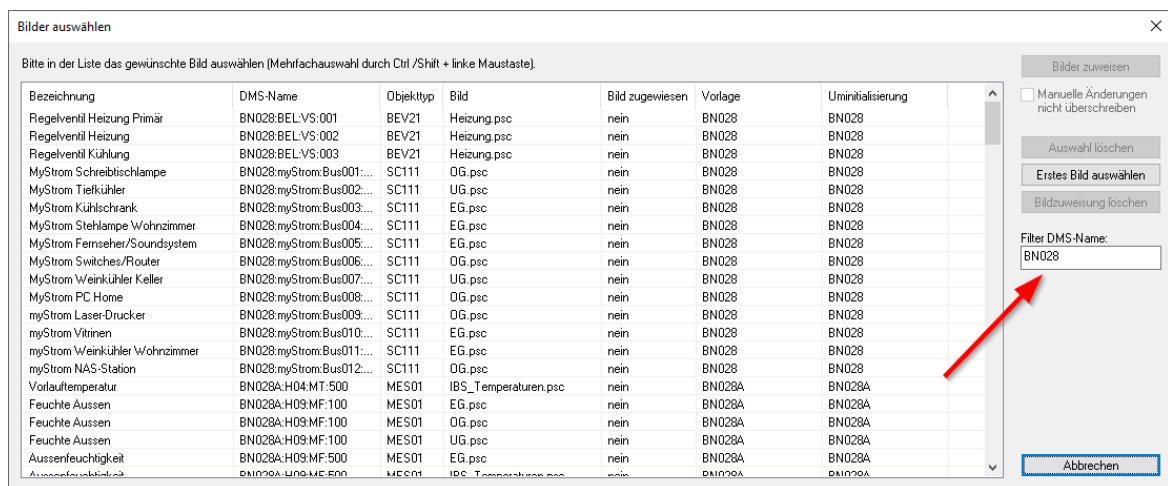 Bilder auswählen
Bitte in der Liste das gewünschte Bild auswählen (Mehrfachauswahl durch Ctrl /Shift + linke Maustaste).
Bezeichnung DMS-Name Objekttyp Bild Bild zugewiesen Vorlage Uminitialisierung
Regelventil Heizung Primär BN028:BEL:VS:001 BEV21 Heizung.psc nein BN028 BN028
Regelventil Heizung BN028:BEL:VS:002 BEV21 Heizung.psc nein BN028 BN028
Regelventil Kühlung BN028:BEL:VS:003 BEV21 Heizung.psc nein BN028 BN028
MyStrom Schreibtischlampe BN028:myStrom:Bus001:... SC111 OG.psc nein BN028 BN028
MyStrom Tiefkühler BN028:myStrom:Bus002:... SC111 UG.psc nein BN028 BN028
MyStrom Kühlschrank BN028:myStrom:Bus003:... SC111 EG.psc nein BN028 BN028
MyStrom Stehlampe Wohnzimmer BN028:myStrom:Bus004:... SC111 EG.psc nein BN028 BN028
MyStrom Fernseher/Soundsystem BN028:myStrom:Bus005:... SC111 EG.psc nein BN028 BN028
MyStrom Switches/Router BN028:myStrom:Bus006:... SC111 OG.psc nein BN028 BN028
MyStrom Weinkühler Keller BN028:myStrom:Bus007:... SC111 UG.psc nein BN028 BN028
MyStrom PC Home BN028:myStrom:Bus008:... SC111 OG.psc nein BN028 BN028
myStrom Laser-Drucker BN028:myStrom:Bus009:... SC111 OG.psc nein BN028 BN028
myStrom Vitrinen BN028:myStrom:Bus010:... SC111 EG.psc nein BN028 BN028
myStrom Weinkühler Wohnzimmer BN028:myStrom:Bus011:... SC111 EG.psc nein BN028 BN028
myStrom NAS-Station BN028:myStrom:Bus012:... SC111 OG.psc nein BN028 BN028
Vorlauftemperatur BN028A:H04:MT:500 MES01 IBS_Temperaturen.psc nein BN028A BN028A
Feuchte Aussen BN028A:H09:MF:100 MES01 EG.psc nein BN028A BN028A
Feuchte Aussen BN028A:H09:MF:100 MES01 OG.psc nein BN028A BN028A
Feuchte Aussen BN028A:H09:MF:100 MES01 UG.psc nein BN028A BN028A
Aussenfeuchtigkeit BN028A:H09:MF:500 MES01 EG.psc nein BN028A BN028A
Aussenfeuchtigkeit BN028A:H09:MF:500 MES01 IBS_Temperaturen.psc nein BN028A BN028A
Bilder zuweisen
Manuelle Änderungen
nicht überschreiben
Auswahl löschen
Erstes Bild auswählen
Bildzuweisung löschen
Filter DMS-Name:
BN028
Abbrechen